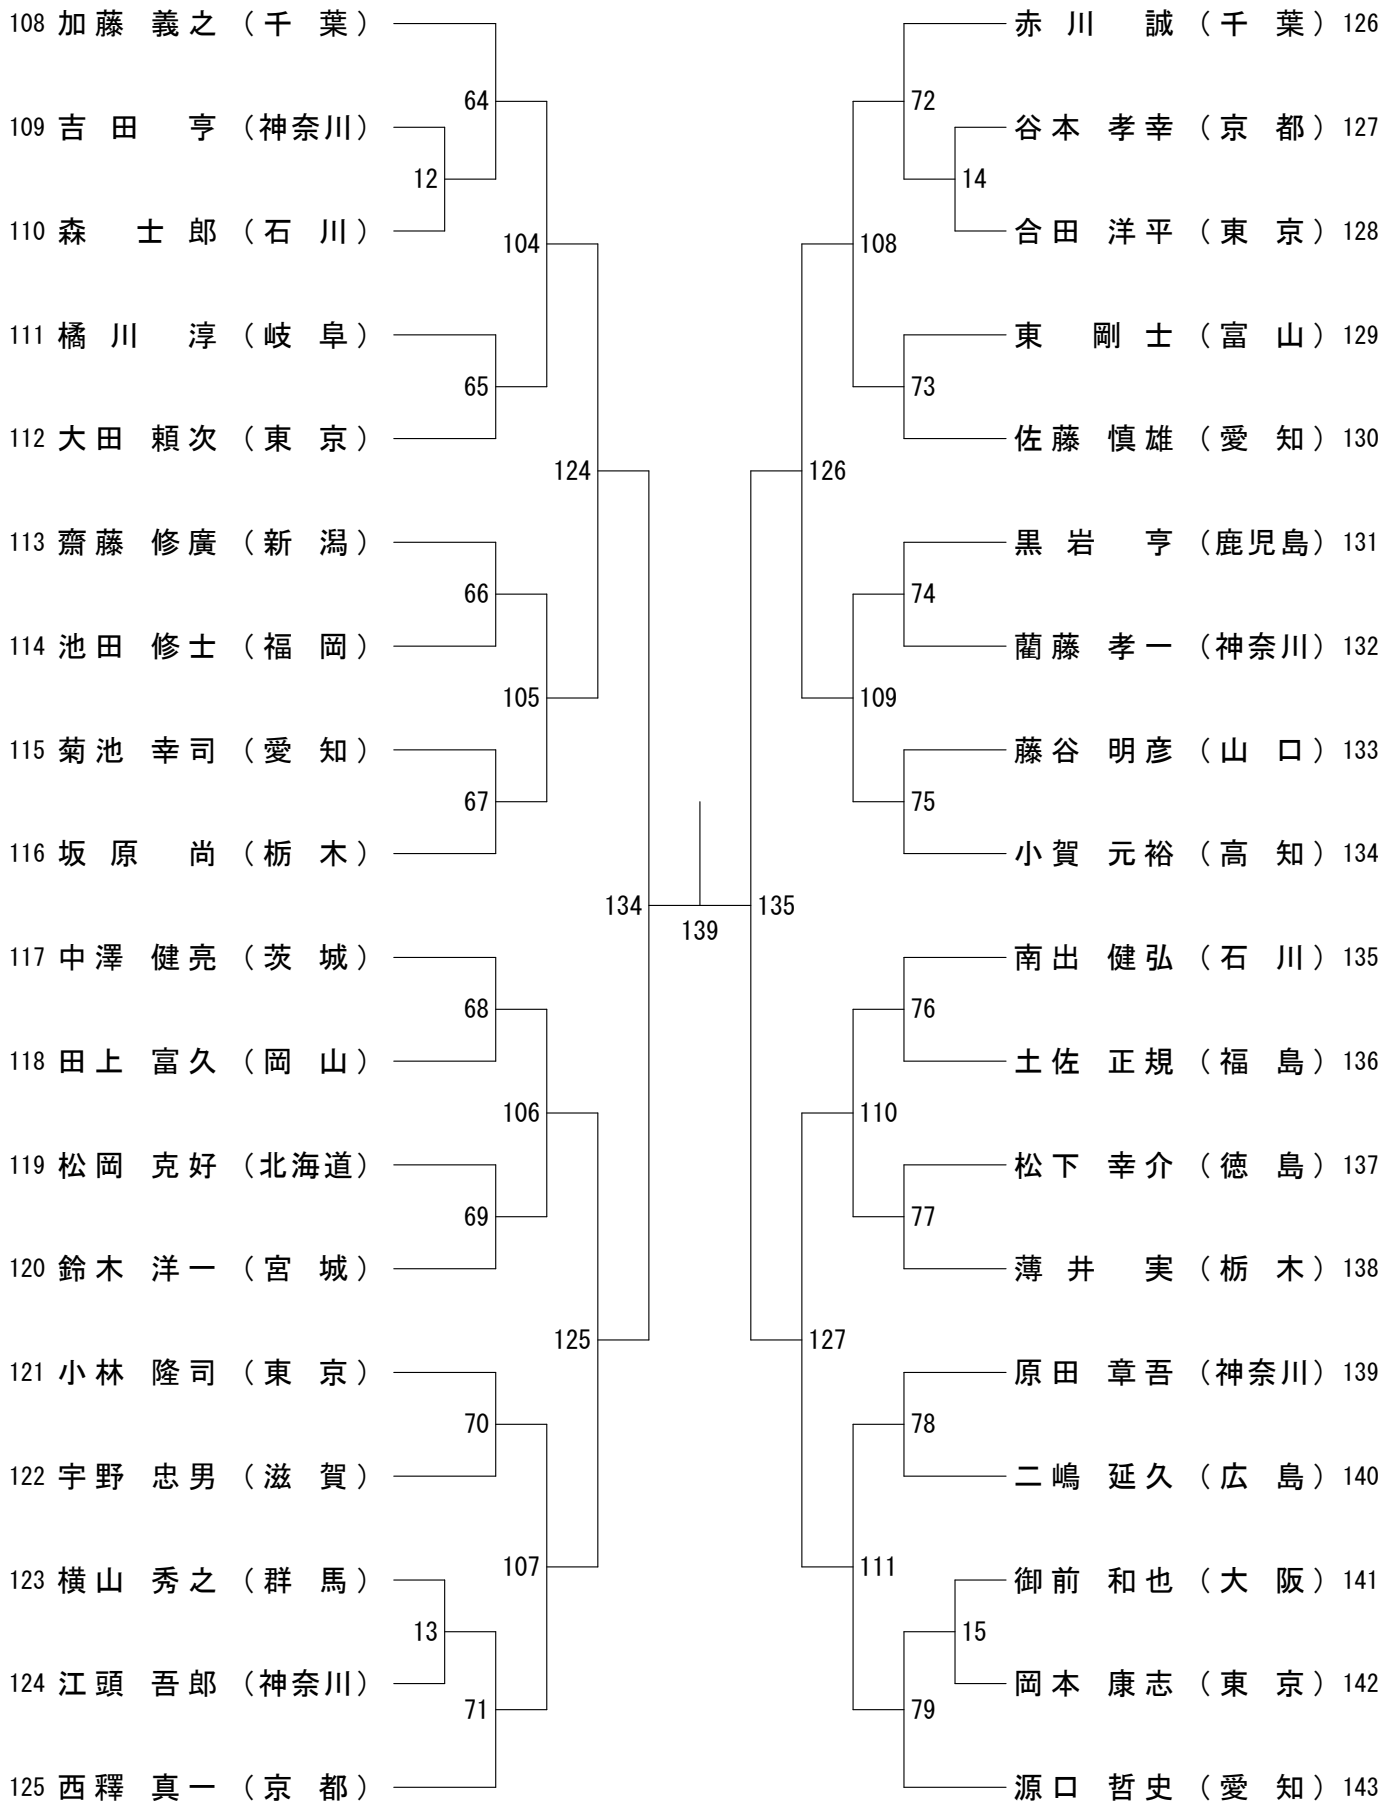 108 加藤 義之 (千 葉)
64
109 吉田 亨 (神奈川)
12
110 森 士郎 (石 川)
104
111 橘川 淳 (岐 阜)
65
112 大田 頼次 (東 京)
124
113 齋藤 修廣 (新 潟)
66
114 池田 修士 (福 岡)
105
115 菊池 幸司 (愛 知)
67
116 坂原 尚 (栃 木)
134
139
117 中澤 健亮 (茨 城)
68
118 田上 富久 (岡 山)
106
119 松岡 克好 (北海道)
69
120 鈴木 洋一 (宮 城)
125
121 小林 隆司 (東 京)
70
122 宇野 忠男 (滋 賀)
107
123 横山 秀之 (群 馬)
13
124 江頭 吾郎 (神奈川)
71
125 西釋 真一 (京 都)
赤川 誠 (千 葉) 126
72
谷本 孝幸 (京 都) 127
14
合田 洋平 (東 京) 128
108
東 剛士 (富 山) 129
73
佐藤 慎雄 (愛 知) 130
126
黒岩 亨 (鹿児島) 131
74
藺藤 孝一 (神奈川) 132
109
藤谷 明彦 (山 口) 133
75
小賀 元裕 (高 知) 134
135
南出 健弘 (石 川) 135
76
土佐 正規 (福 島) 136
110
松下 幸介 (徳 島) 137
77
薄井 実 (栃 木) 138
127
原田 章吾 (神奈川) 139
78
二嶋 延久 (広 島) 140
111
御前 和也 (大 阪) 141
15
岡本 康志 (東 京) 142
79
源口 哲史 (愛 知) 143